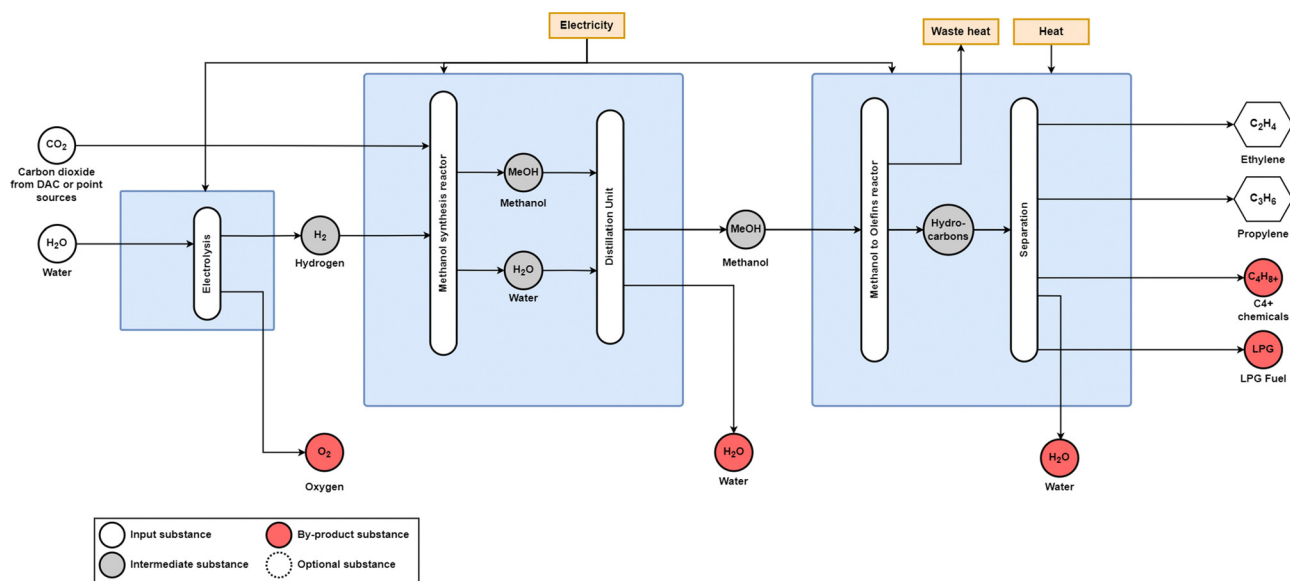 Electricity
Waste heat
Heat
CO₂
Carbon dioxide
from DAC or point
sources
H₂O
Water
Electrolysis
H₂
Hydrogen
O₂
Oxygen
Methanol synthesis reactor
MeOH
Methanol
H₂O
Water
Distillation Unit
MeOH
Methanol
H₂O
Water
Methanol to Olefins reactor
Hydro-
carbons
Separation
C₂H₄
Ethylene
C₃H₆
Propylene
C₄H₈₊
C4+
chemicals
LPG
LPG Fuel
H₂O
Water
Input substance
By-product substance
Intermediate substance
Optional substance